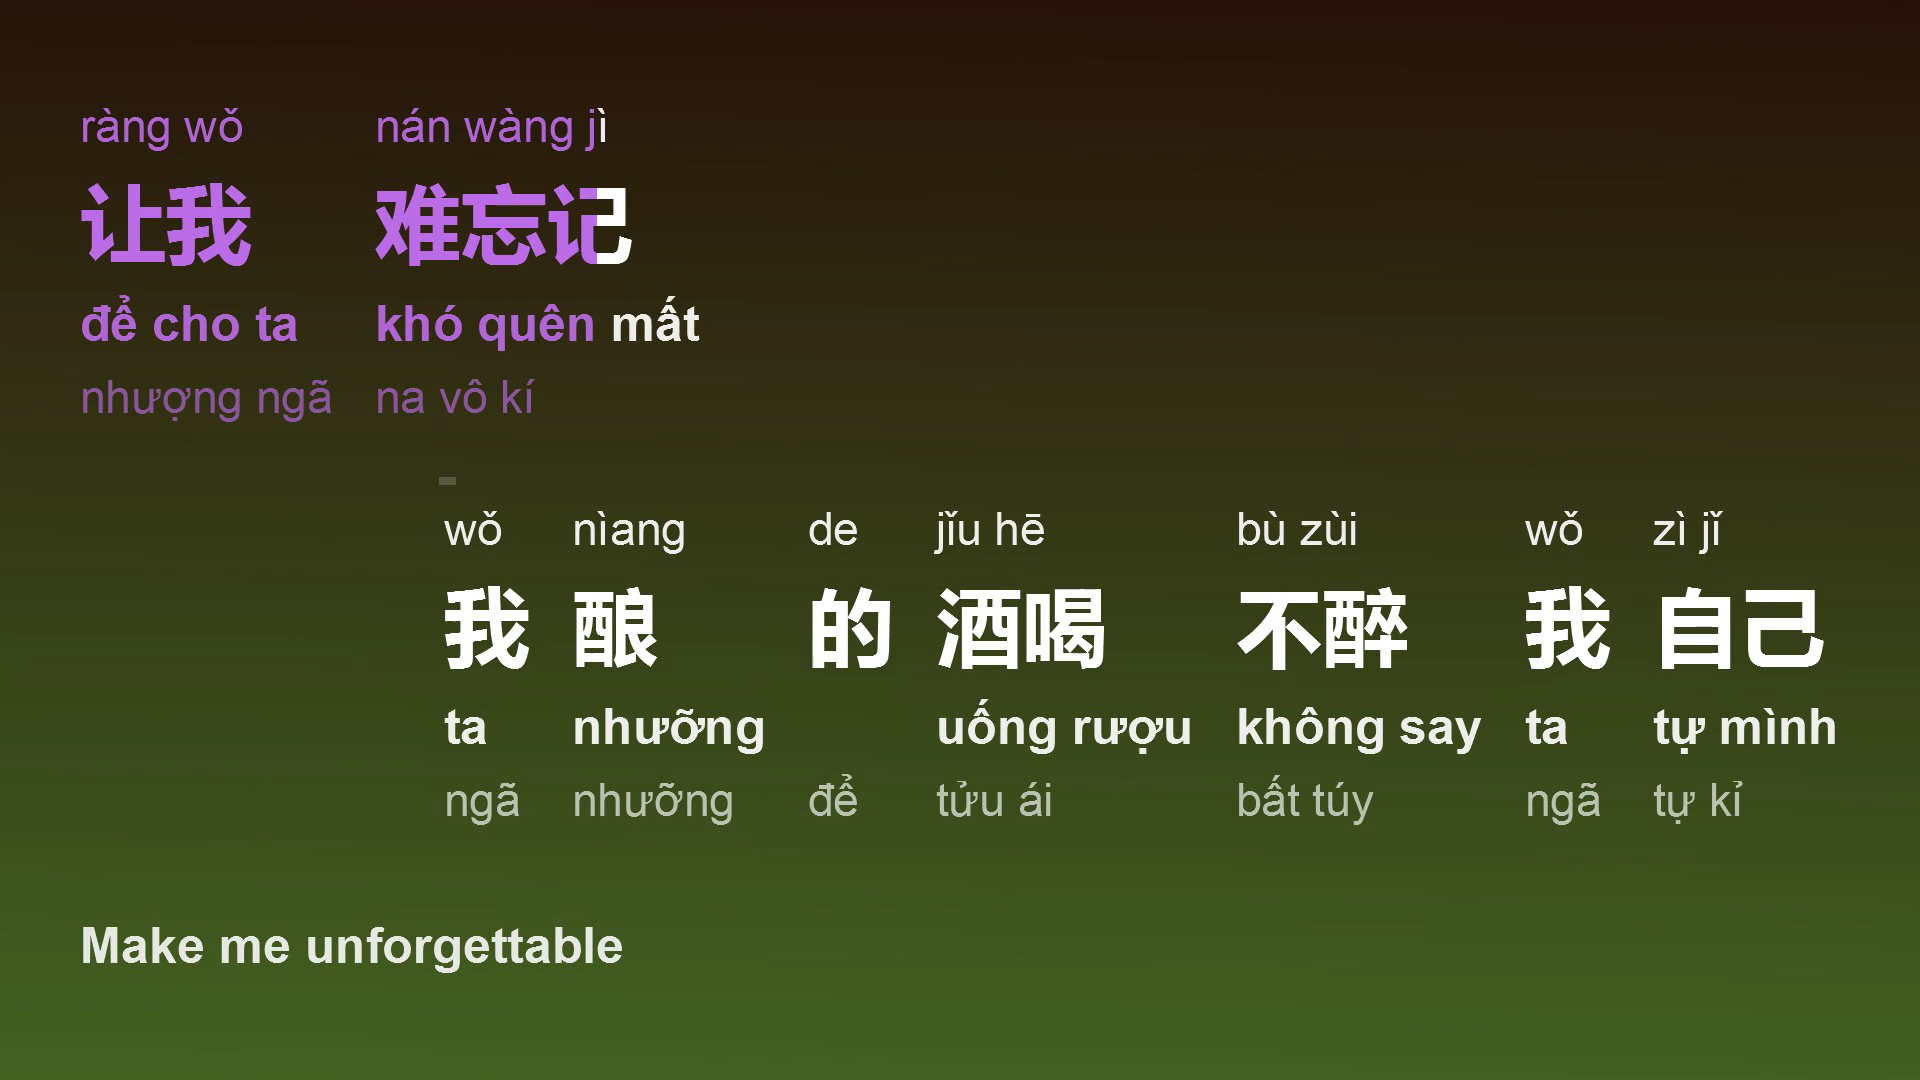 ràng wǒ nán wàng jì
让我 难忘记
để cho ta khó quên mất
nhượng ngã na vô kí
wǒ nìang de jǐu hē bù zùi wǒ zì jǐ
我 酿 的 酒喝 不醉 我 自己
ta nhưỡng uống rượu không say ta tự mình
ngã nhưỡng để tửu ái bất túy ngã tự kỉ
Make me unforgettable